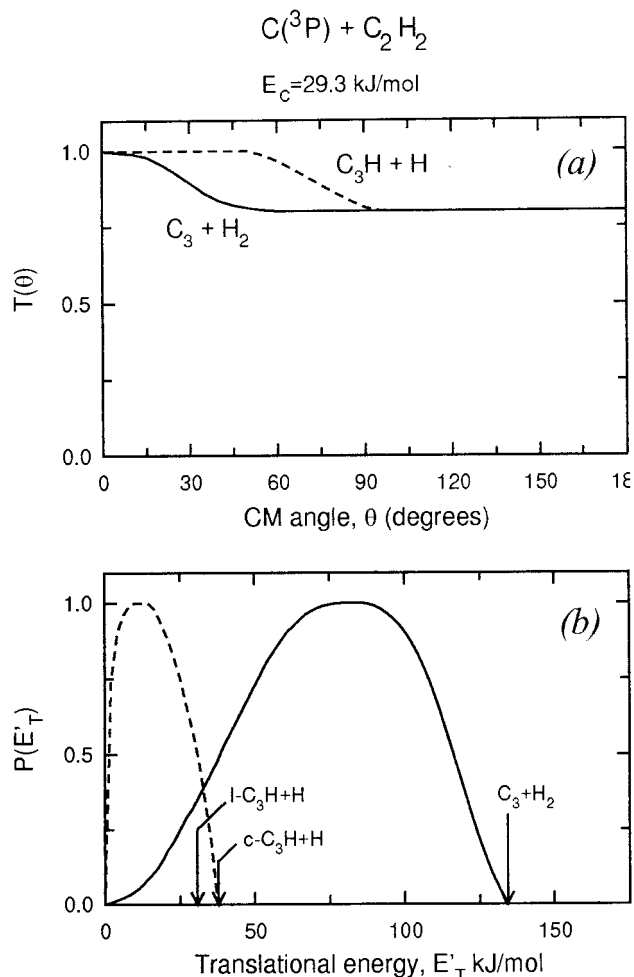 C(³P) + C₂H₂
E_C=29.3 kJ/mol
1.0
0.5
0.0
T(θ)
C₃H + H
C₃ + H₂
(a)
0 30 60 90 120 150 18
CM angle, θ (degrees)
1.0
0.5
0.0
P(E'_T)
(b)
l-C₃H+H
c-C₃H+H
C₃+H₂
0 50 100 150
Translational energy, E'_T kJ/mol